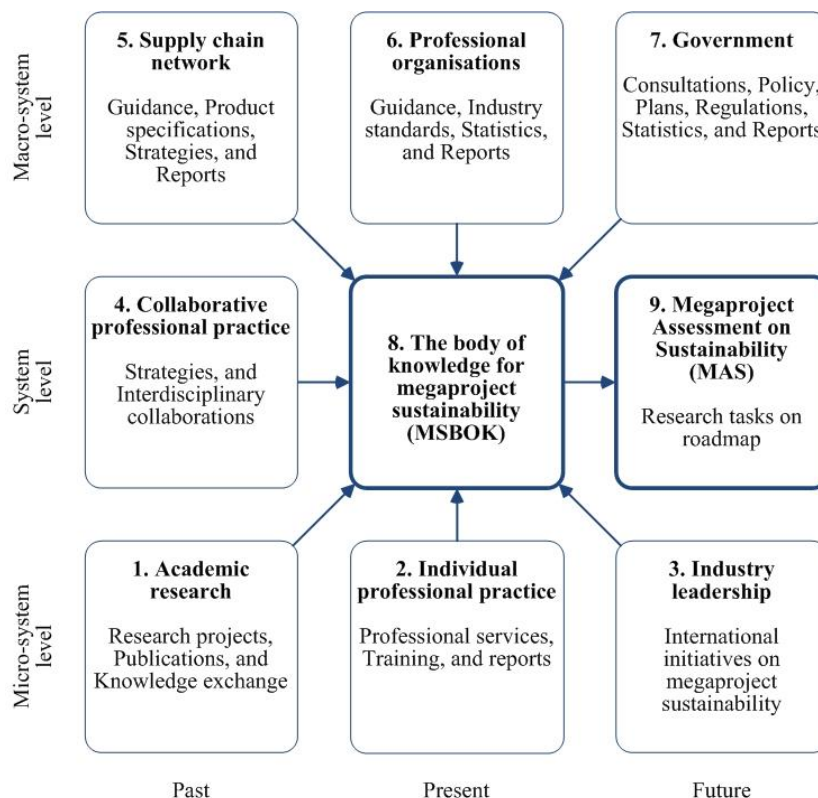 Macro-system
level
5. Supply chain
network
Guidance, Product
specifications,
Strategies, and
Reports
6. Professional
organisations
Guidance, Industry
standards, Statistics,
and Reports
7. Government
Consultations, Policy,
Plans, Regulations,
Statistics, and Reports
System
level
4. Collaborative
professional practice
Strategies, and
Interdisciplinary
collaborations
8. The body of
knowledge for
megaproject
sustainability
(MSBOK)
9. Megaproject
Assessment on
Sustainability
(MAS)
Research tasks on
roadmap
Micro-system
level
1. Academic
research
Research projects,
Publications, and
Knowledge exchange
2. Individual
professional practice
Professional services,
Training, and reports
3. Industry
leadership
International
initiatives on
megaproject
sustainability
Past
Present
Future